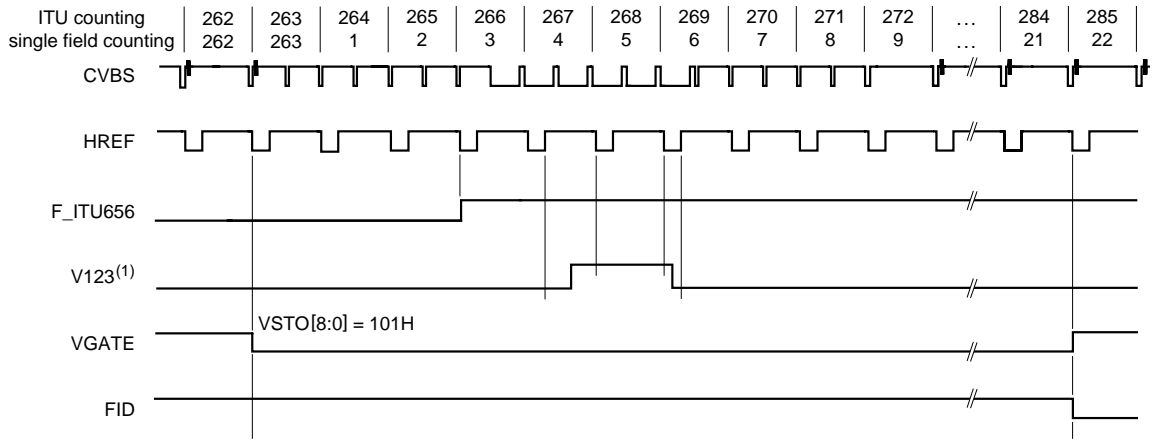 ITU counting 262 263 264 265 266 267 268 269 270 271 272 ... 284 285
single field counting 262 263 1 2 3 4 5 6 7 8 9 ... 21 22
CVBS
HREF
F_ITU656
V123(1)
VSTO[8:0] = 101H
VGATE
FID